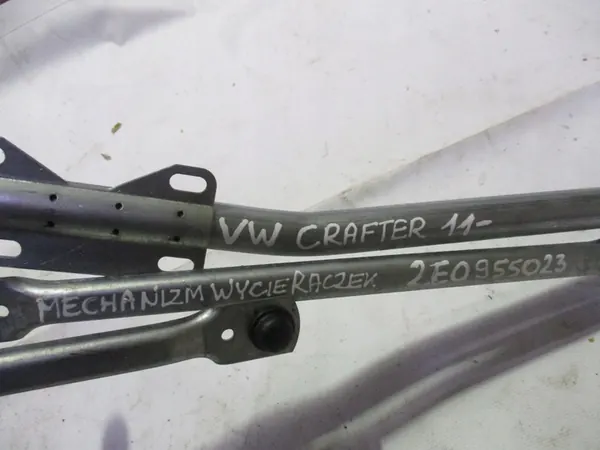 VW CRAFTER 11-
MECHANIZM WYCIERACZEK 2E0955023